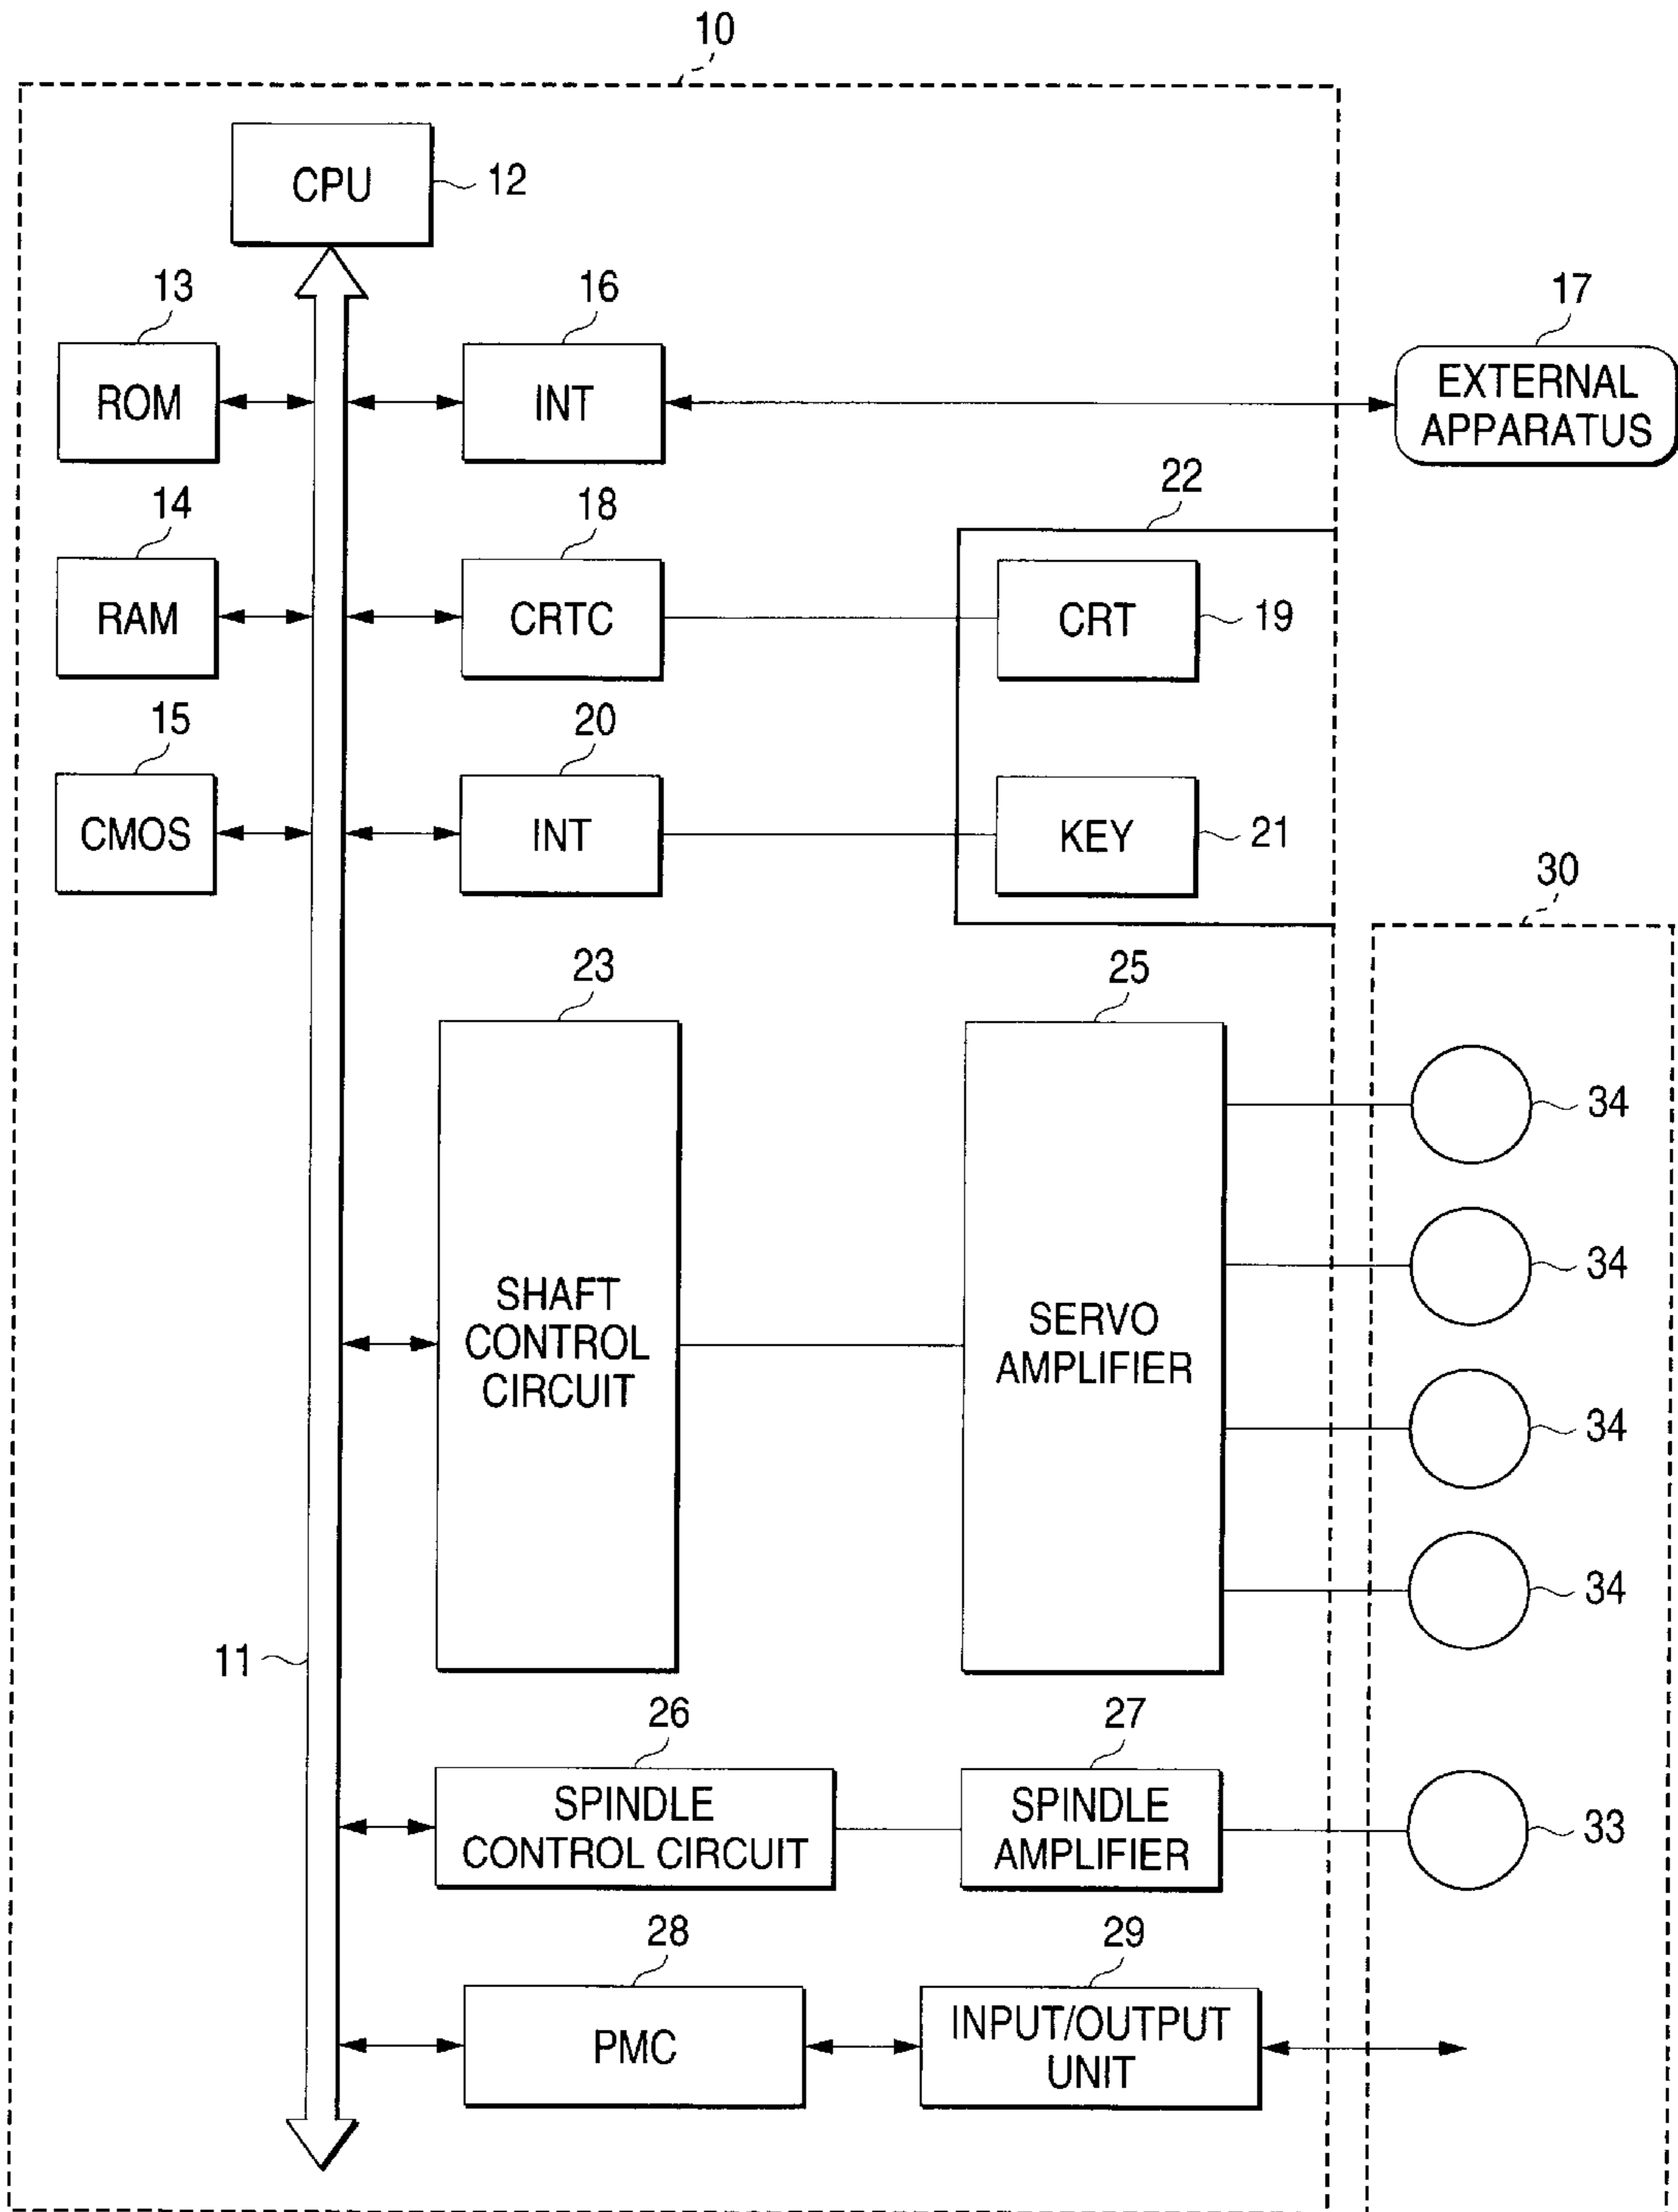 10
CPU
12
13
16
17
ROM
INT
EXTERNAL
APPARATUS
14
18
22
RAM
CRTC
CRT
19
15
20
CMOS
INT
KEY
21
30
23
25
34
34
SHAFT
CONTROL
CIRCUIT
SERVO
AMPLIFIER
34
34
11
26
27
SPINDLE
CONTROL CIRCUIT
SPINDLE
AMPLIFIER
33
28
29
PMC
INPUT/OUTPUT
UNIT